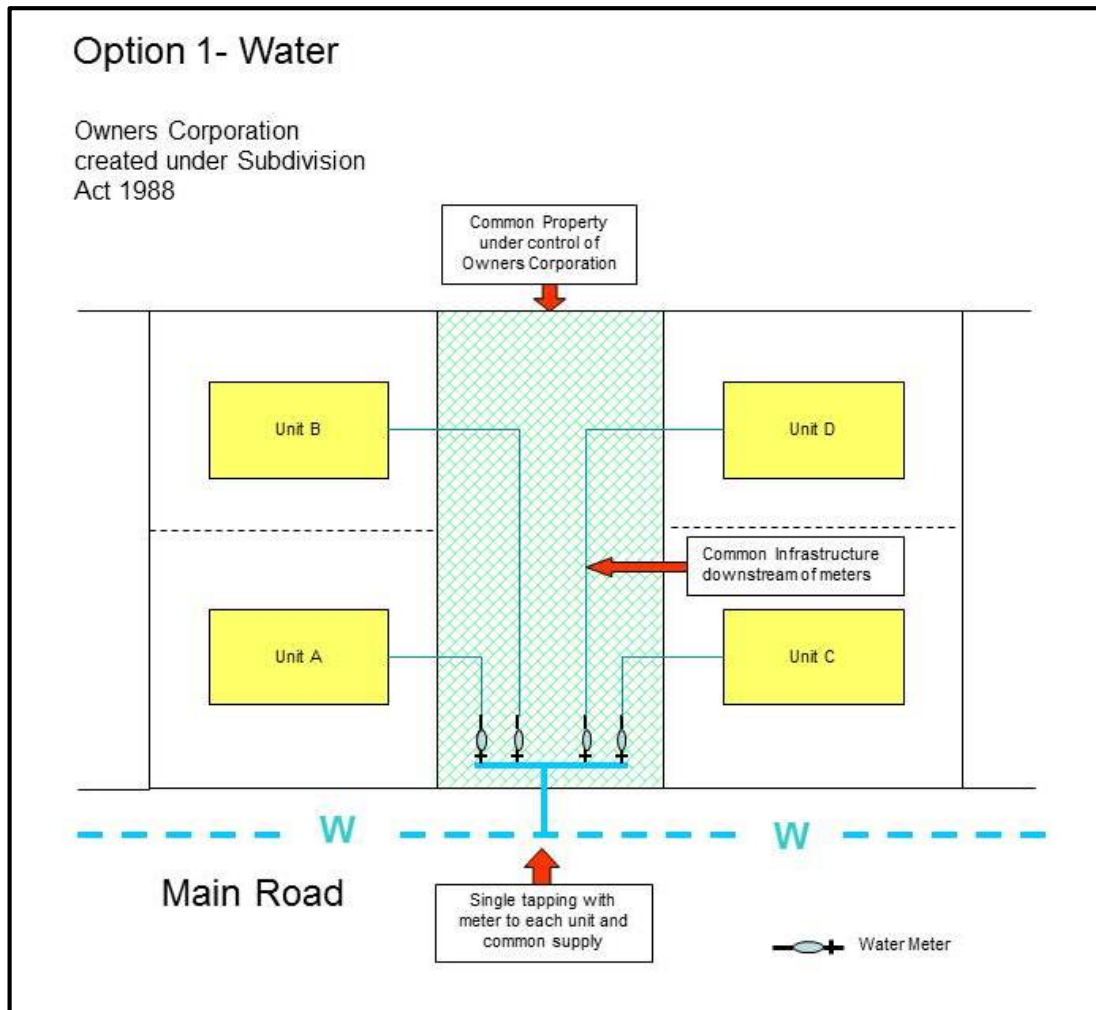 Option 1- Water
Owners Corporation
created under Subdivision
Act 1988
Common Property
under control of
Owners Corporation
Unit B
Unit D
Common Infrastructure
downstream of meters
Unit A
Unit C
W
W
Main Road
Single tapping with
meter to each unit and
common supply
Water Meter